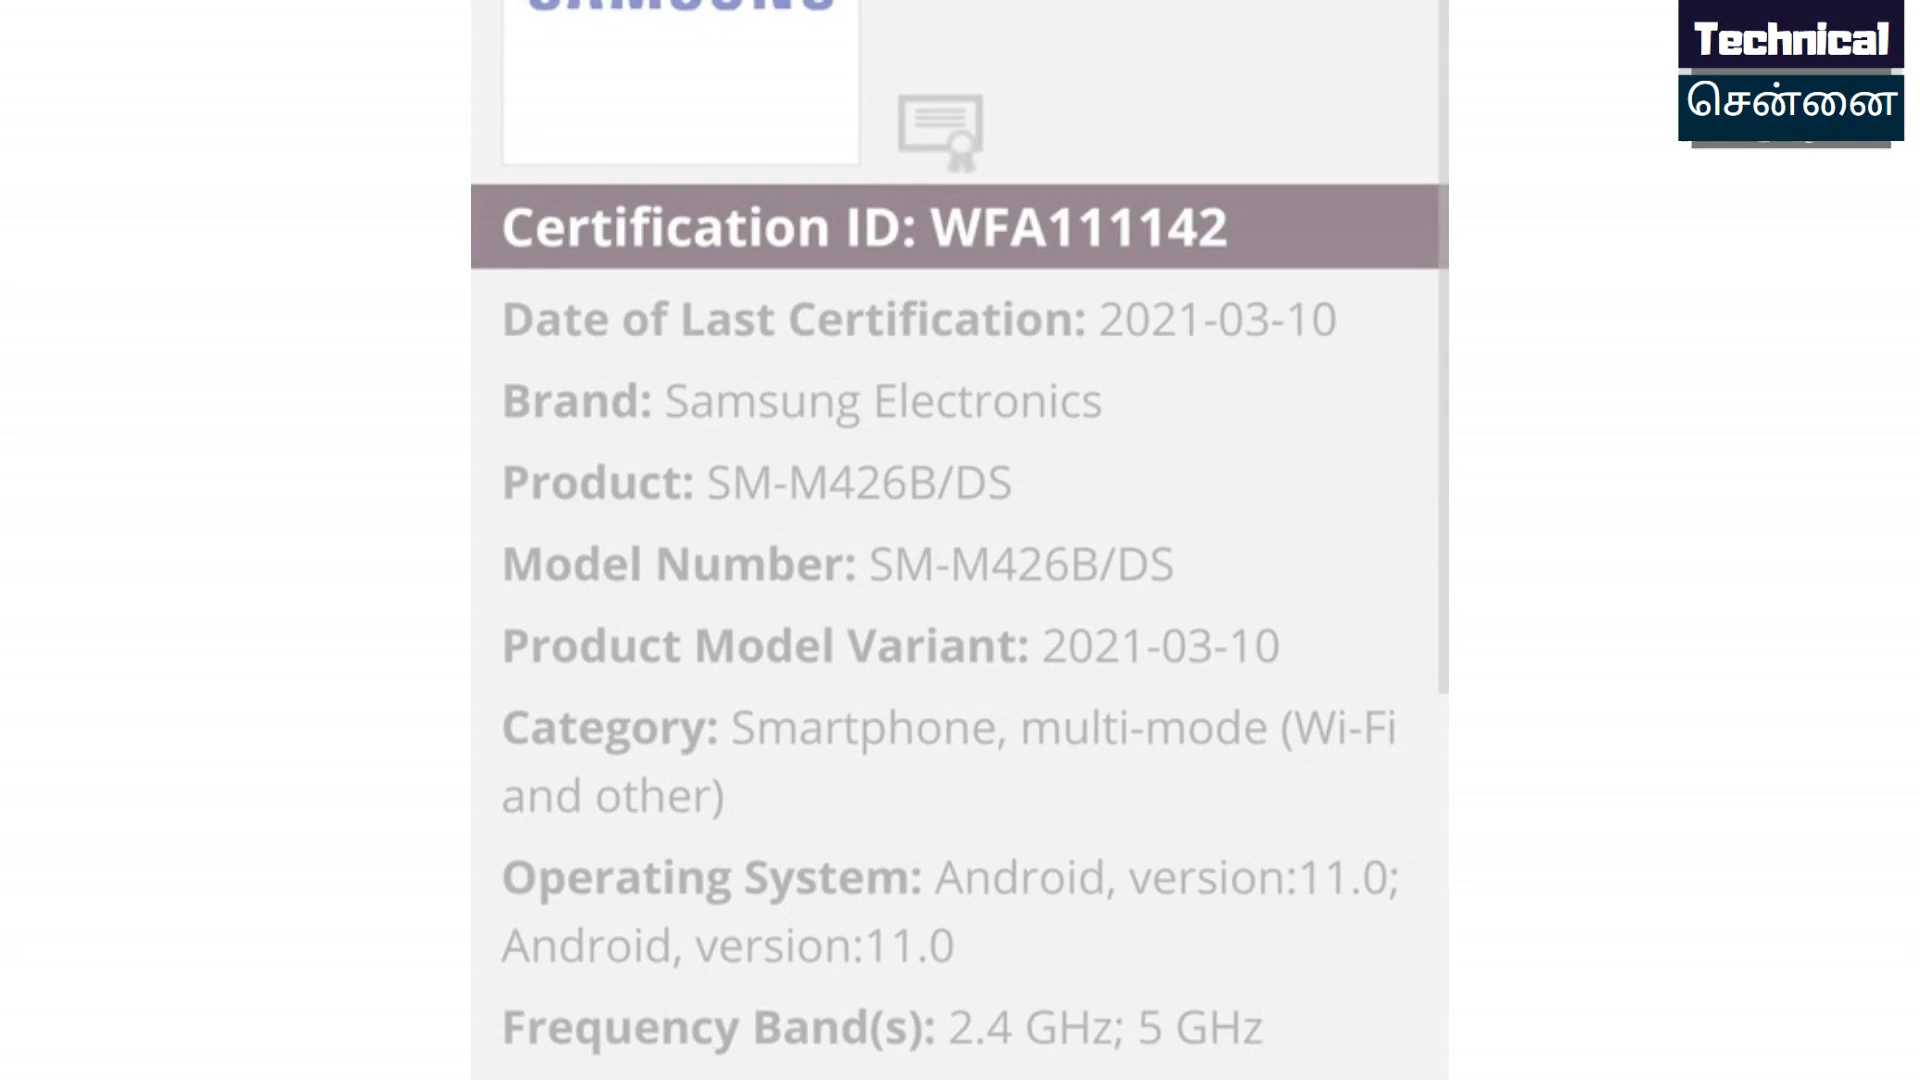 SAMSUNG
Technical
சென்னை
Certification ID: WFA111142
Date of Last Certification: 2021-03-10
Brand: Samsung Electronics
Product: SM-M426B/DS
Model Number: SM-M426B/DS
Product Model Variant: 2021-03-10
Category: Smartphone, multi-mode (Wi-Fi
and other)
Operating System: Android, version:11.0;
Android, version:11.0
Frequency Band(s): 2.4 GHz; 5 GHz